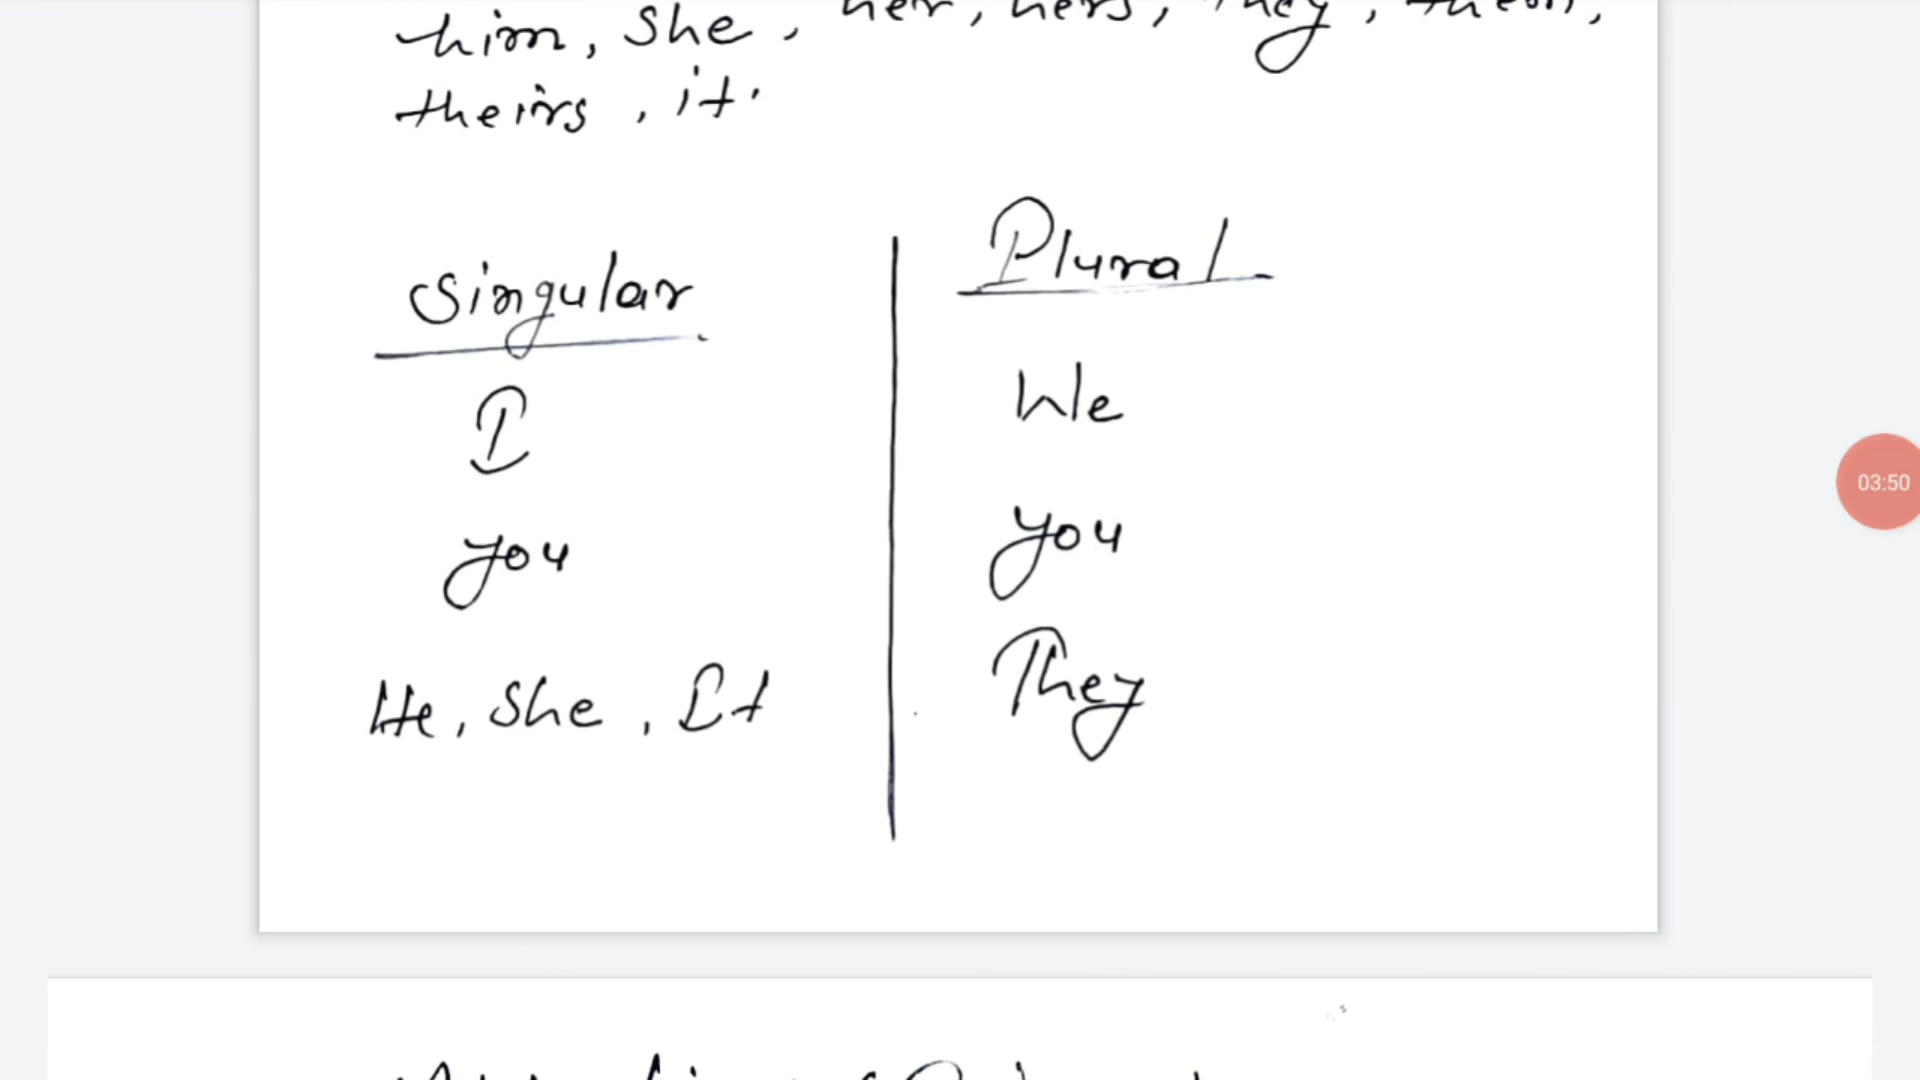 him, She, her, hers, They, them,
theirs, it.
Singular
Plural
I
We
you
you
He, She, It
They
03:50